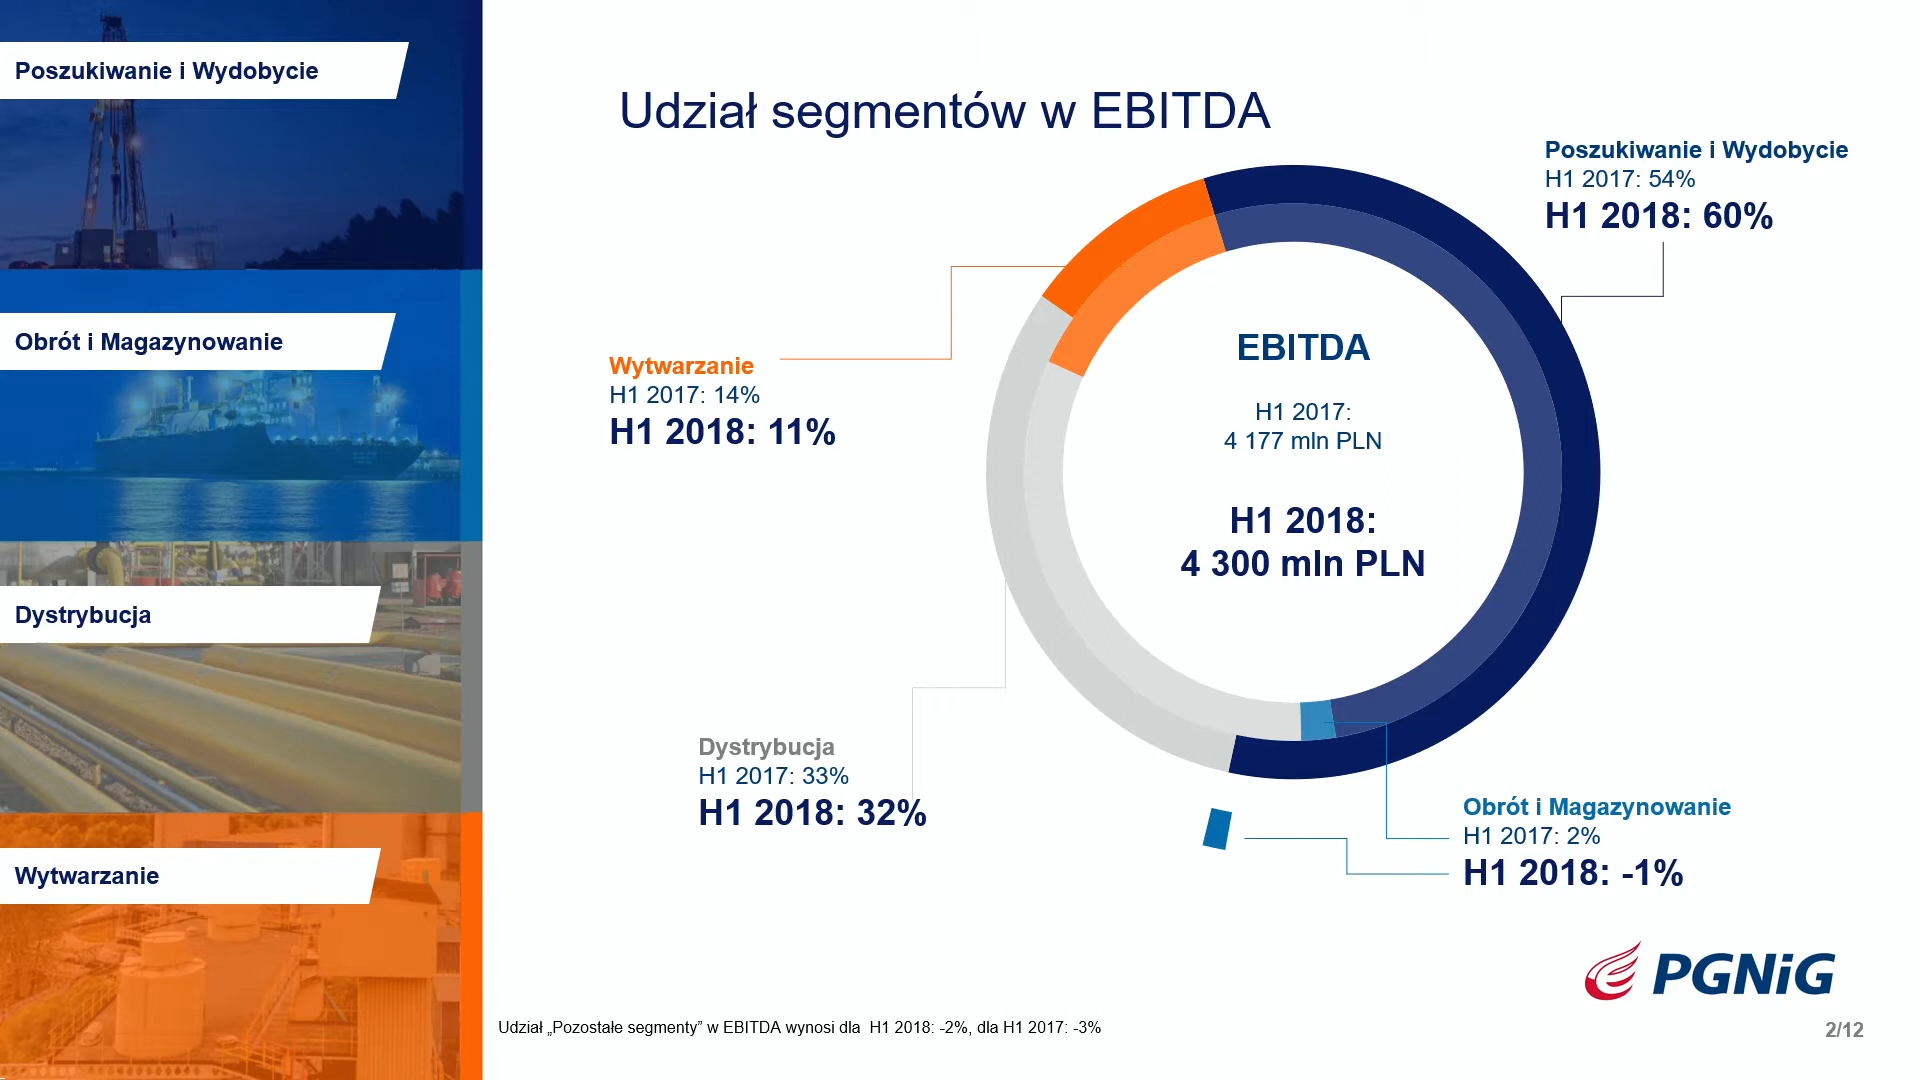 Poszukiwanie i Wydobycie
Obrót i Magazynowanie
Dystrybucja
Wytwarzanie
Udział segmentów w EBITDA
Poszukiwanie i Wydobycie
H1 2017: 54%
H1 2018: 60%
Wytwarzanie
H1 2017: 14%
H1 2018: 11%
EBITDA
H1 2017:
4 177 mln PLN
H1 2018:
4 300 mln PLN
Dystrybucja
H1 2017: 33%
H1 2018: 32%
Obrót i Magazynowanie
H1 2017: 2%
H1 2018: -1%
PGNiG
Udział „Pozostałe segmenty” w EBITDA wynosi dla  H1 2018: -2%, dla H1 2017: -3%
2/12